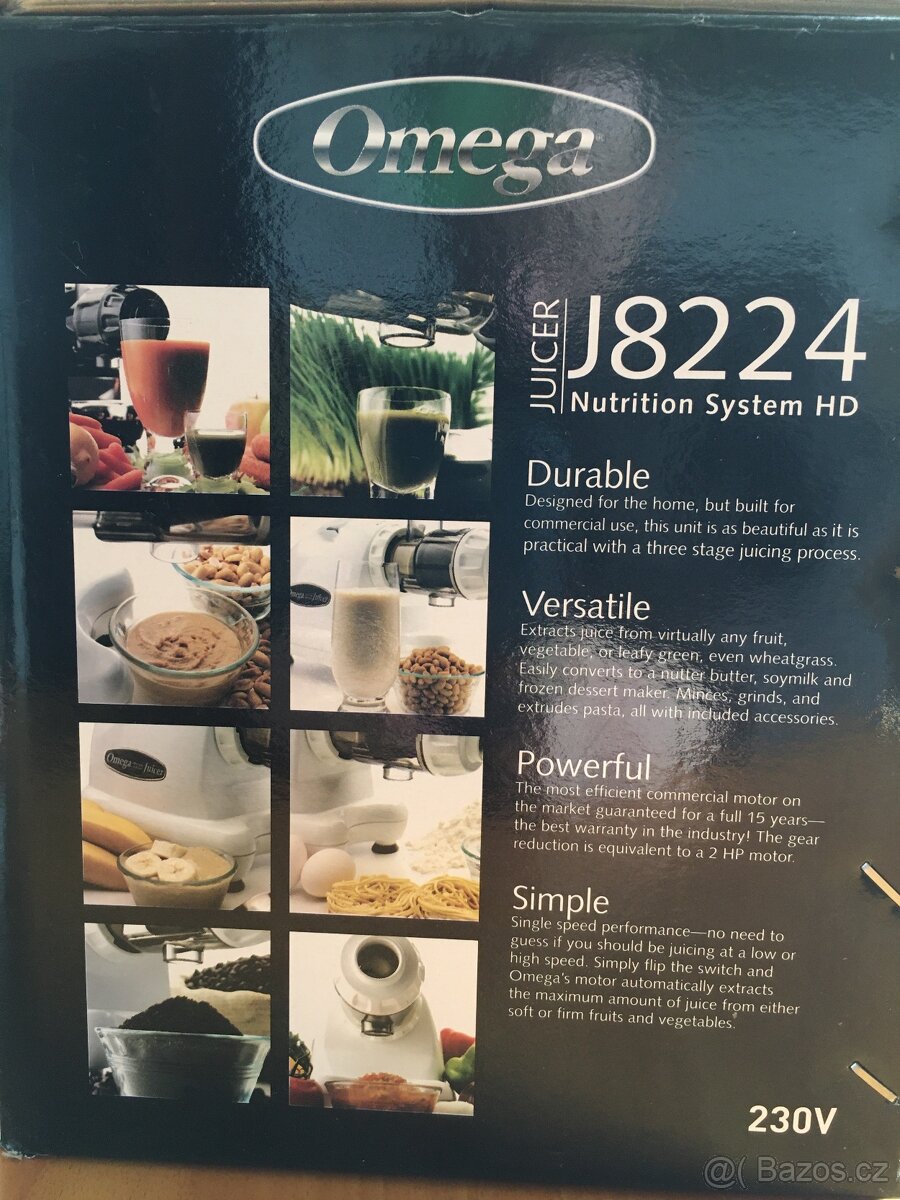 Omega
JUICER
J8224
Nutrition System HD
Durable
Designed for the home, but built for
commercial use, this unit is as beautiful as it is
practical with a three stage juicing process.
Versatile
Extracts juice from virtually any fruit,
vegetable, or leafy green, even wheatgrass.
Easily converts to a nutter butter, soymilk and
frozen dessert maker. Minces, grinds, and
extrudes pasta, all with included accessories.
Omega Juicer
Powerful
The most efficient commercial motor on
the market guaranteed for a full 15 years—
the best warranty in the industry! The gear
reduction is equivalent to a 2 HP motor.
Omega Juicer
Simple
Single speed performance—no need to
guess if you should be juicing at a low or
high speed. Simply flip the switch and
Omega's motor automatically extracts
the maximum amount of juice from either
soft or firm fruits and vegetables.
230V
@( Bazos.cz